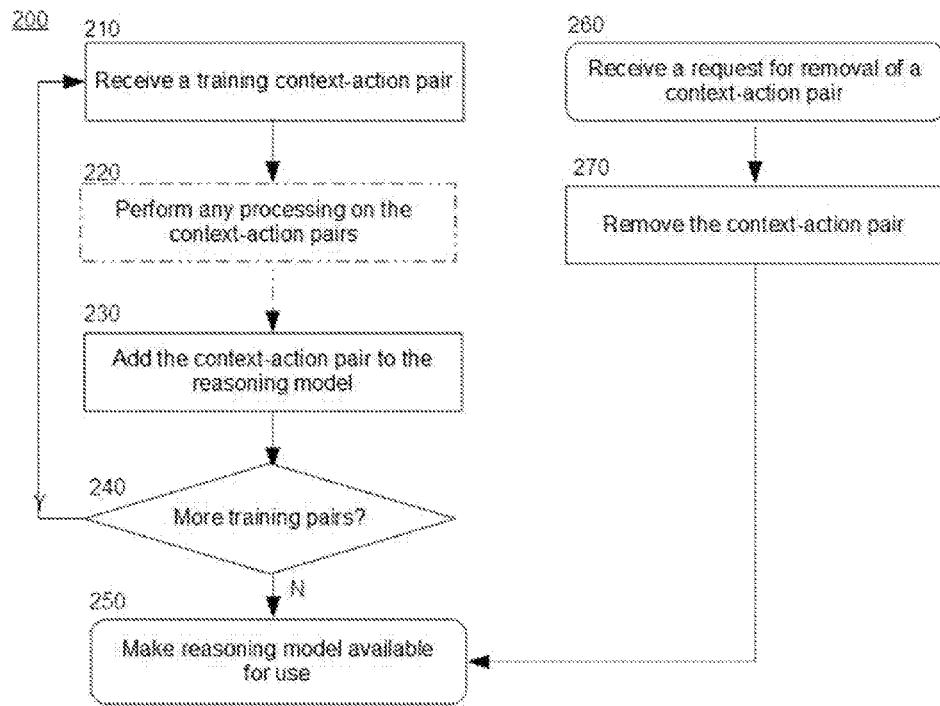 200
210
Receive a training context-action pair
220
Perform any processing on the
context-action pairs
230
Add the context-action pair to the
reasoning model
240
More training pairs?
Y
N
250
Make reasoning model available
for use
260
Receive a request for removal of a
context-action pair
270
Remove the context-action pair